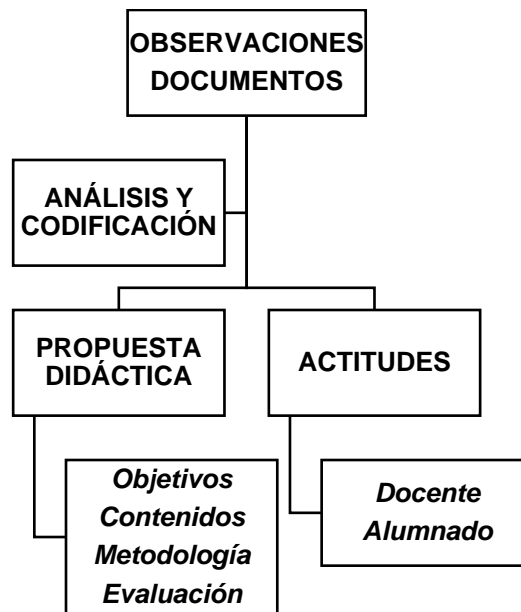 OBSERVACIONES
DOCUMENTOS
ANÁLISIS Y
CODIFICACIÓN
PROPUESTA
DIDÁCTICA
ACTITUDES
Objetivos
Contenidos
Metodología
Evaluación
Docente
Alumnado